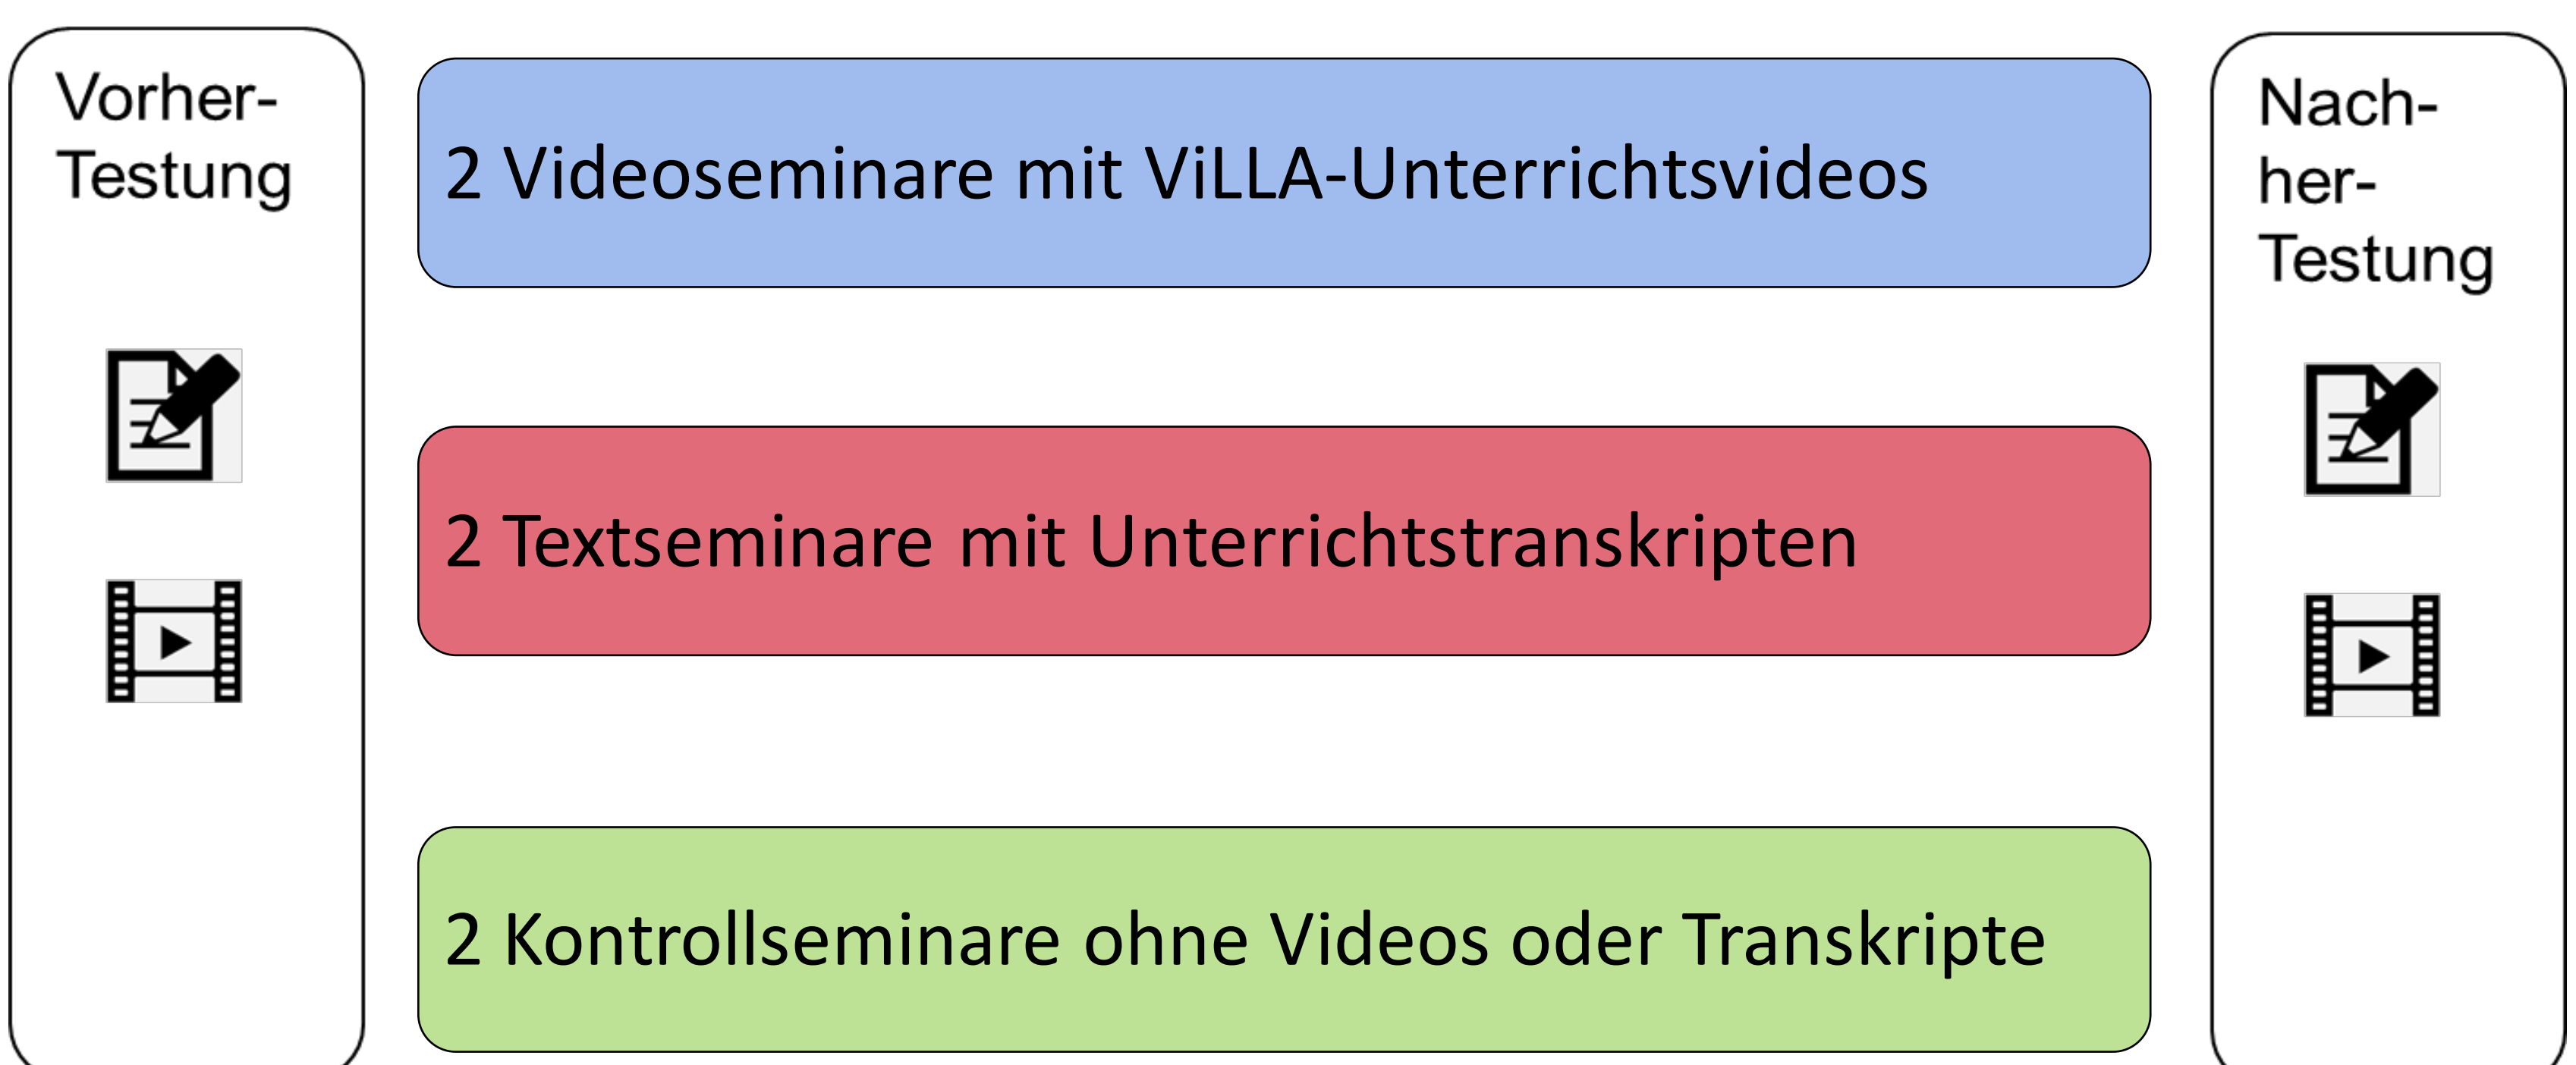 Vorher-
Testung
2 Videoseminare mit ViLLA-Unterrichtsvideos
2 Textseminare mit Unterrichtstranskripten
2 Kontrollseminare ohne Videos oder Transkripte
Nach-
her-
Testung